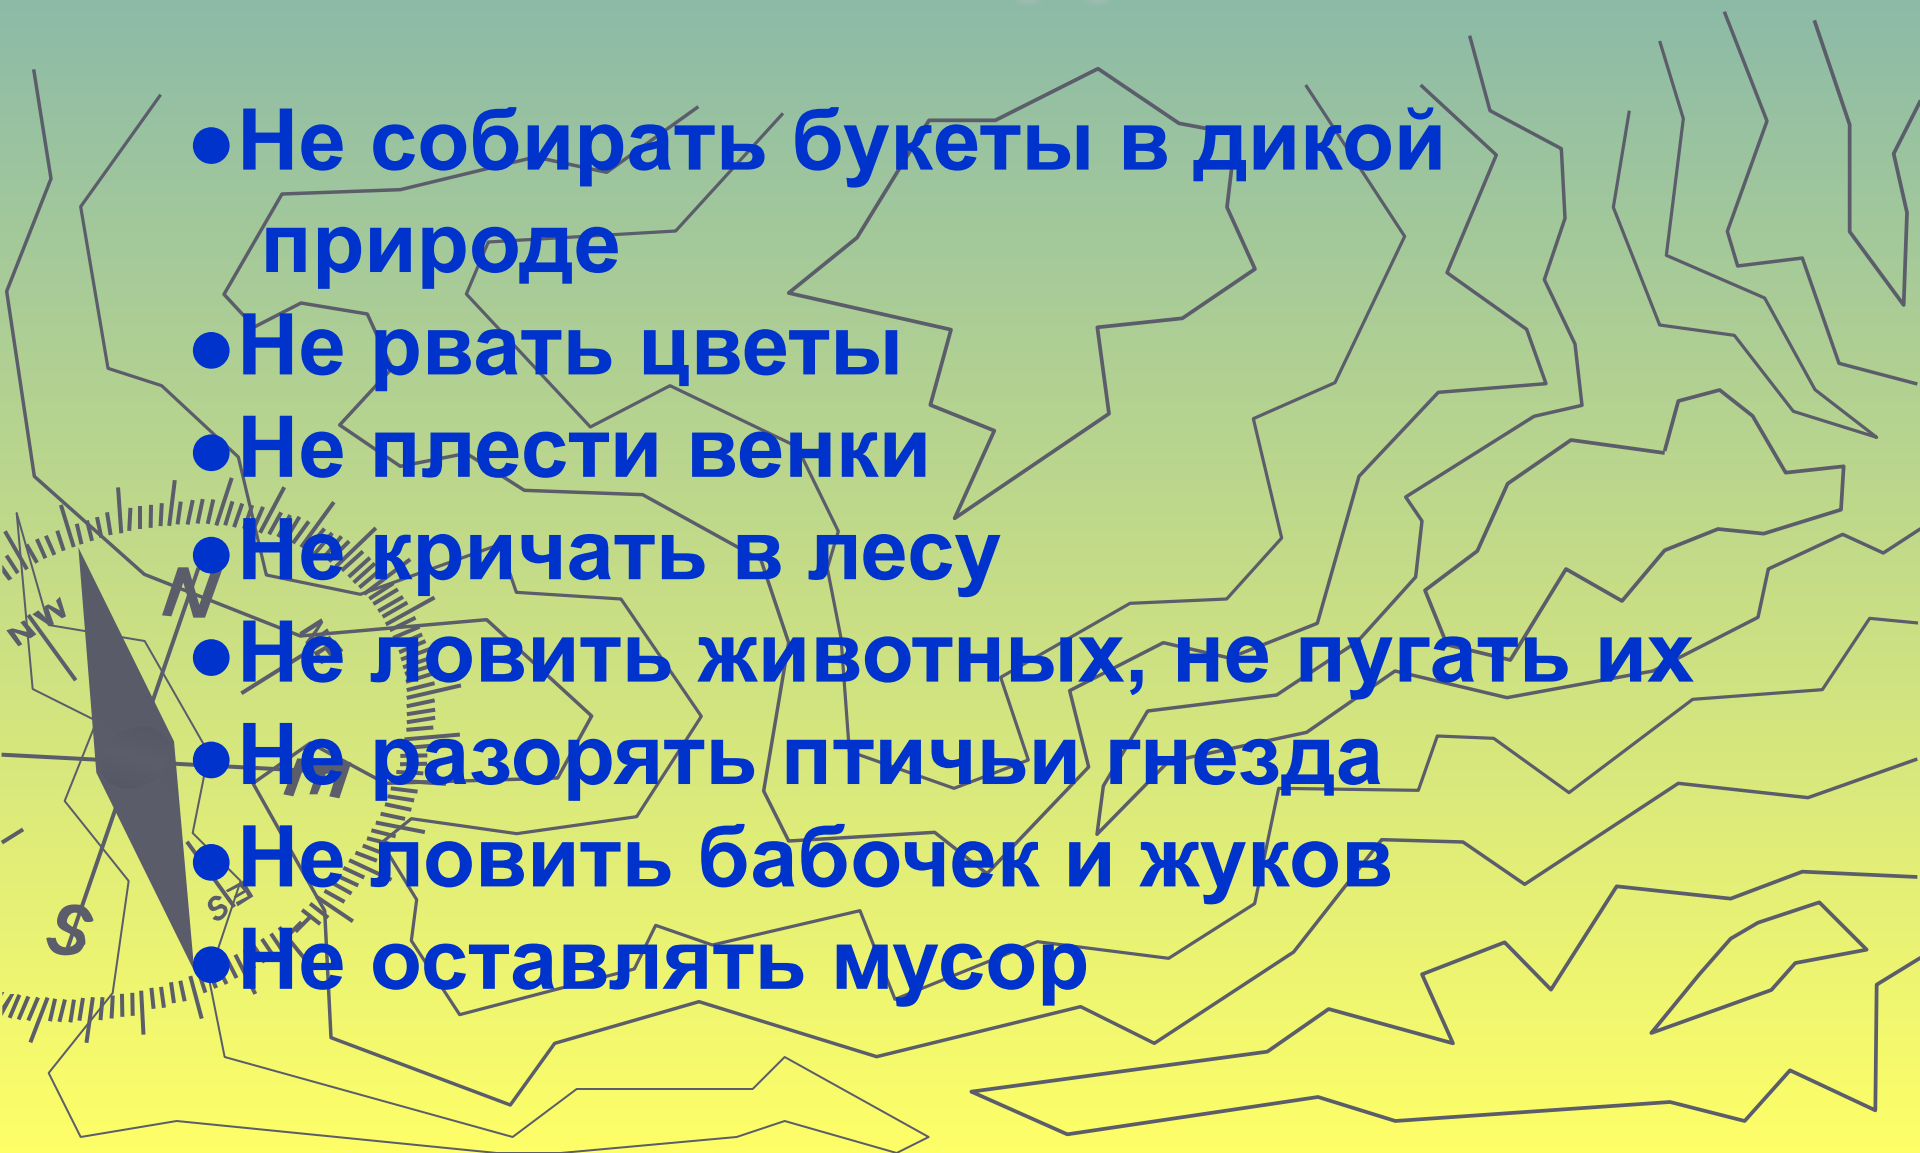 ●Не собирать букеты в дикой
природе
●Не рвать цветы
●Не плести венки
●Не кричать в лесу
●Не ловить животных, не пугать их
●Не разорять птичьи гнезда
●Не ловить бабочек и жуков
●Не оставлять мусор
N
NW
S